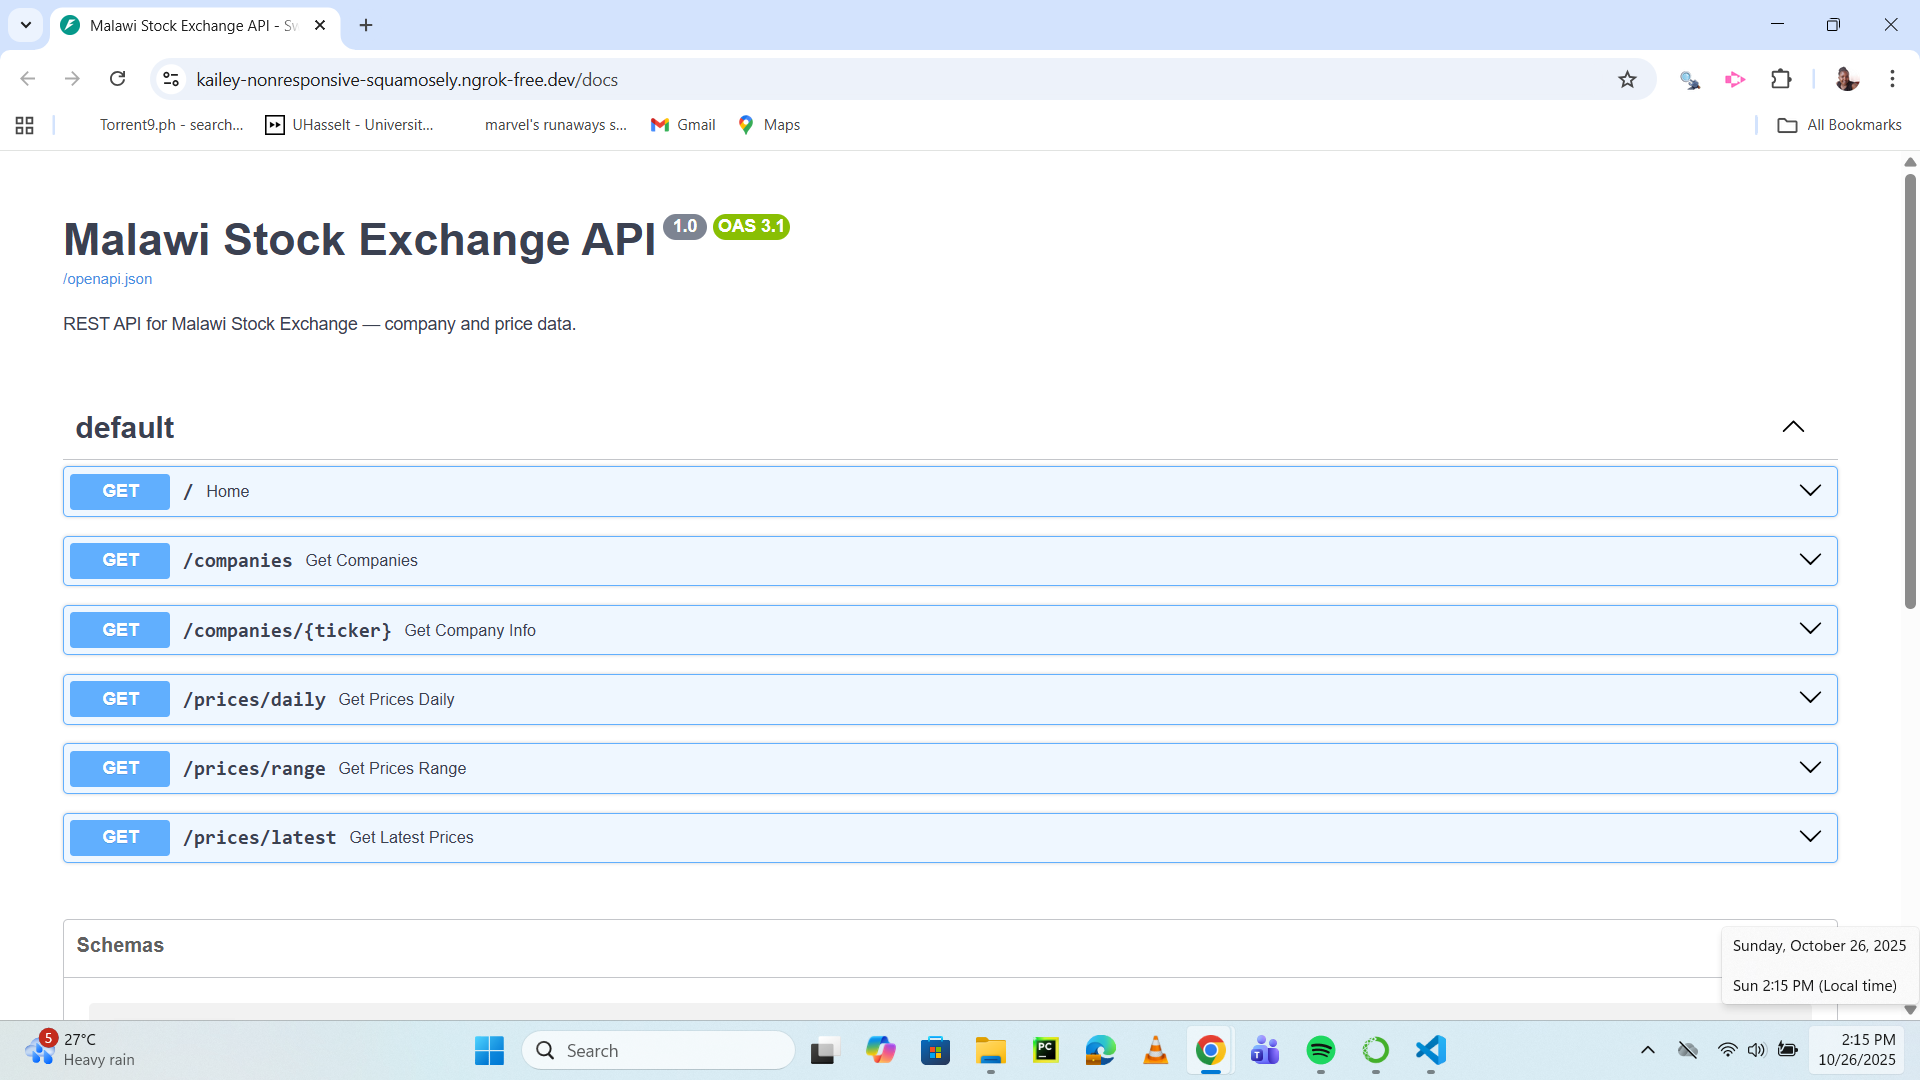 Malawi Stock Exchange API - Sw
kailey-nonresponsive-squamosely.ngrok-free.dev/docs
Torrent9.ph - search...
UHasselt - Universit...
marvel's runaways s...
Gmail
Maps
All Bookmarks
Malawi Stock Exchange API 1.0 OAS 3.1
/openapi.json
REST API for Malawi Stock Exchange — company and price data.
default
GET / Home
GET /companies Get Companies
GET /companies/{ticker} Get Company Info
GET /prices/daily Get Prices Daily
GET /prices/range Get Prices Range
GET /prices/latest Get Latest Prices
Schemas
Sunday, October 26, 2025
Sun 2:15 PM (Local time)
5
27°C
Heavy rain
Search
PC
T
2:15 PM
10/26/2025